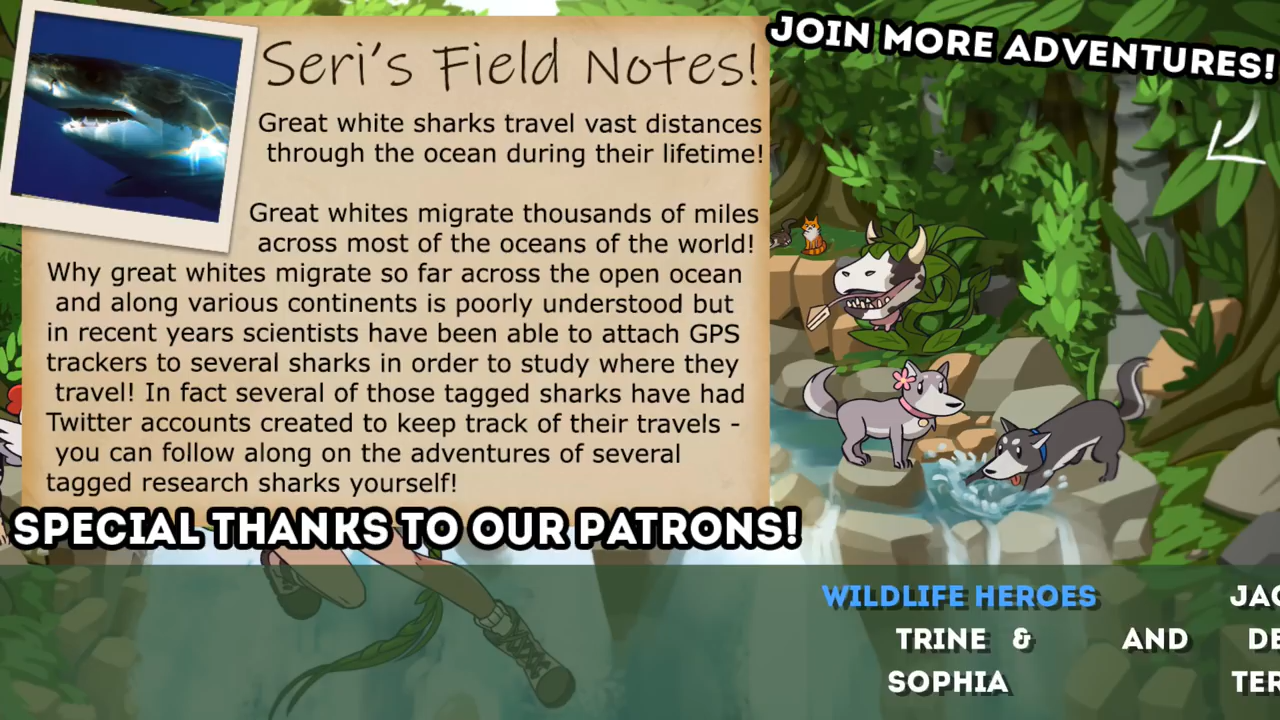 Seri's Field Notes!
Great white sharks travel vast distances
through the ocean during their lifetime!
Great whites migrate thousands of miles
across most of the oceans of the world!
Why great whites migrate so far across the open ocean
and along various continents is poorly understood but
in recent years scientists have been able to attach GPS
trackers to several sharks in order to study where they
travel! In fact several of those tagged sharks have had
Twitter accounts created to keep track of their travels -
you can follow along on the adventures of several
tagged research sharks yourself!
JOIN MORE ADVENTURES!
SPECIAL THANKS TO OUR PATRONS!
WILDLIFE HEROES
TRINE & AND
SOPHIA